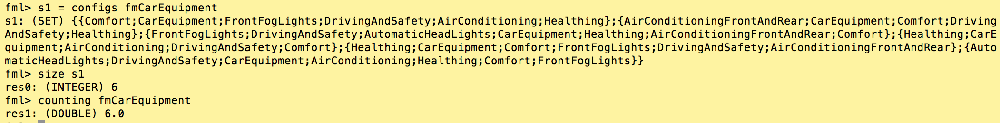 fml> s1 = configs fmCarEquipment
s1: (SET) {{Comfort;CarEquipment;FrontFogLights;DrivingAndSafety;AirConditioning;Healthing};{AirConditioningFrontAndRear;CarEquipment;Comfort;Driving
AndSafety;Healthing};{FrontFogLights;DrivingAndSafety;AutomaticHeadLights;CarEquipment;Healthing;AirConditioningFrontAndRear;Comfort};{Healthing;CarE
quipment;AirConditioning;DrivingAndSafety;Comfort};{Healthing;CarEquipment;Comfort;FrontFogLights;DrivingAndSafety;AirConditioningFrontAndRear};{Auto
maticHeadLights;DrivingAndSafety;CarEquipment;AirConditioning;Healthing;Comfort;FrontFogLights}}
fml> size s1
res0: (INTEGER) 6
fml> counting fmCarEquipment
res1: (DOUBLE) 6.0